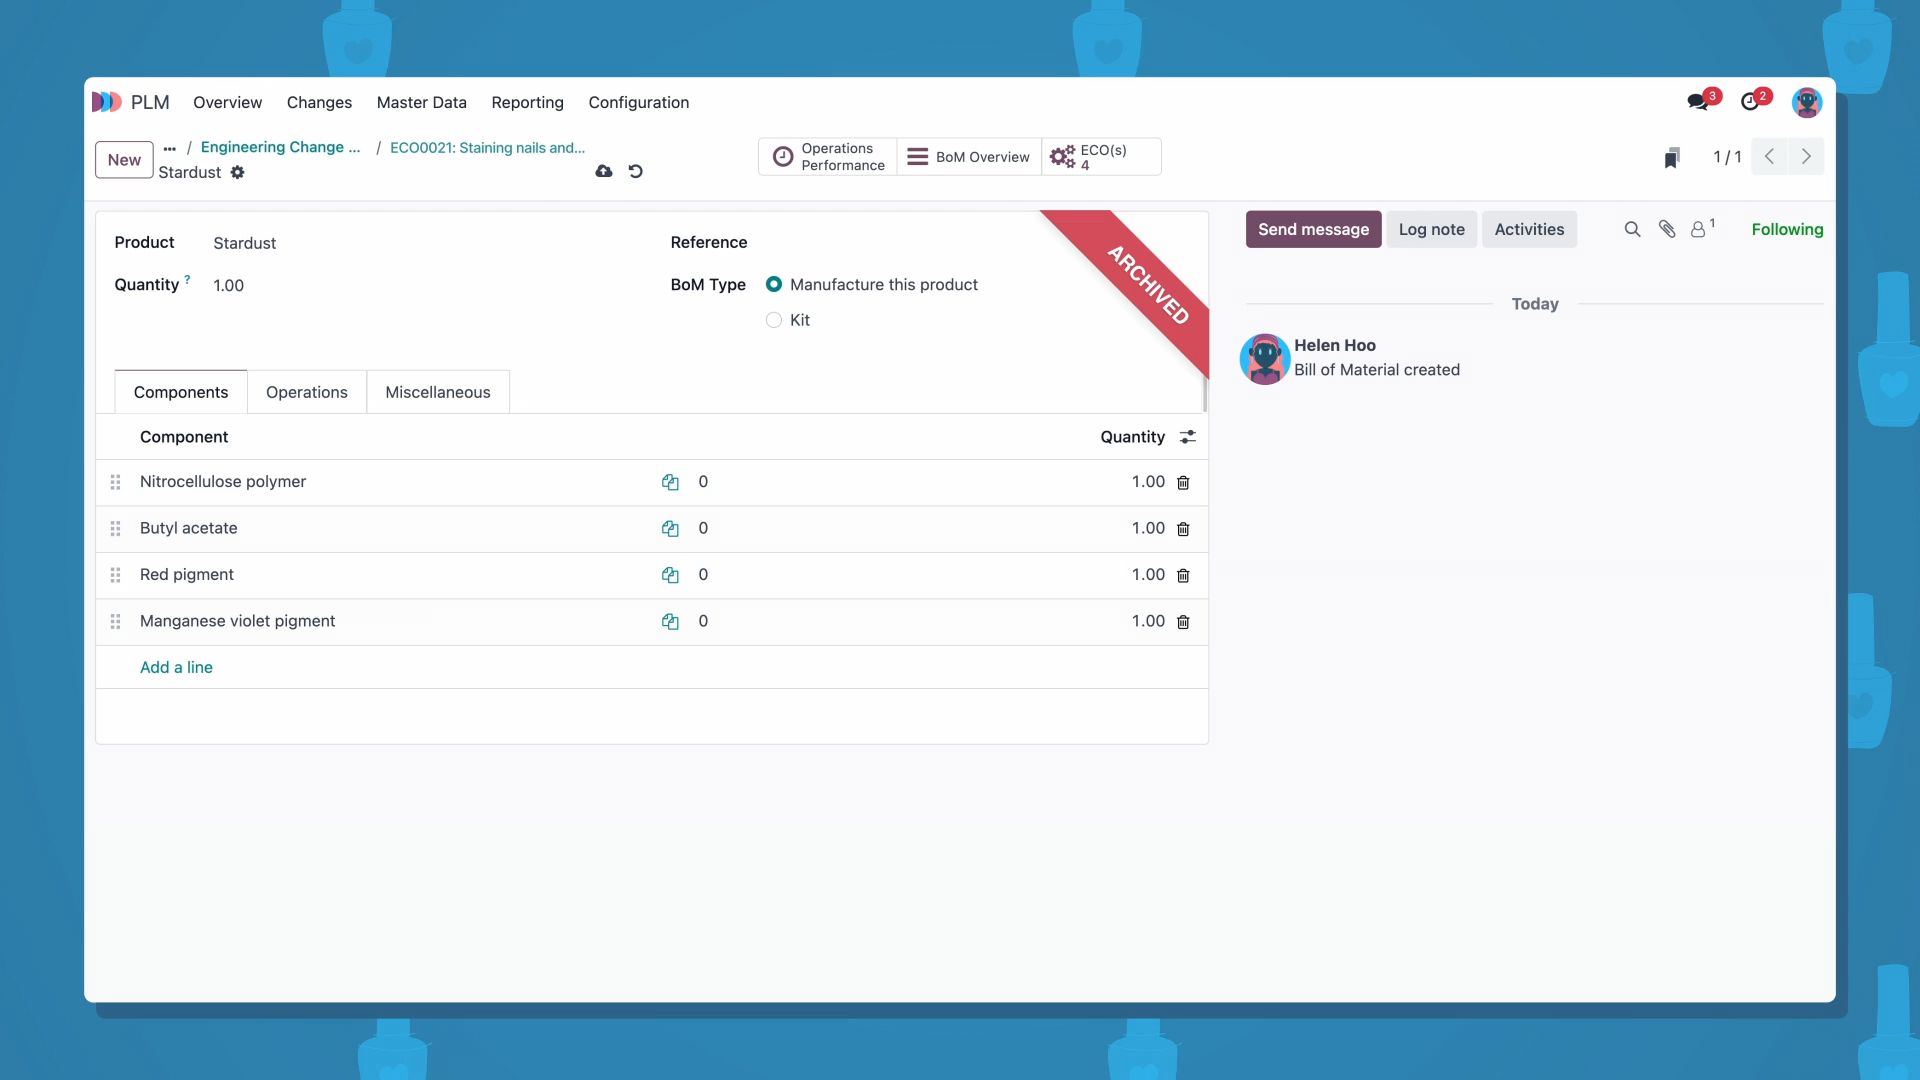 PLM Overview Changes Master Data Reporting Configuration 3 2
New ... / Engineering Change ... / ECO0021: Staining nails and...
Stardust
Operations Performance
BoM Overview
ECO(s)
4
1 / 1
Product Stardust
Quantity ? 1.00
Reference
BoM Type Manufacture this product
Kit
ARCHIVED
Components Operations Miscellaneous
Component Quantity
Nitrocellulose polymer 0 1.00
Butyl acetate 0 1.00
Red pigment 0 1.00
Manganese violet pigment 0 1.00
Add a line
Send message Log note Activities 1 Following
Today
Helen Hoo
Bill of Material created